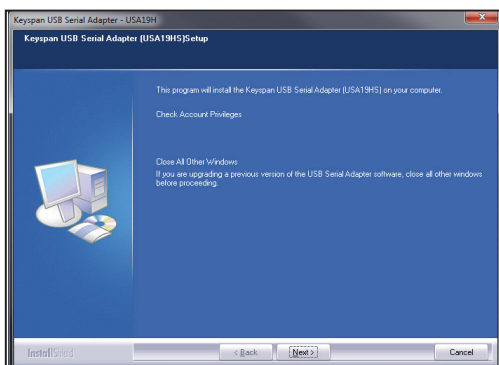 Keyspan USB Serial Adapter - USA19H
Keyspan USB Serial Adapter (USA19HS)Setup
This program will install the Keyspan USB Serial Adapter (USA19HS) on your computer.
Check Account Privileges
Close All Other Windows
If you are upgrading a previous version of the USB Serial Adapter software, close all other windows
before proceeding.
InstallShield
< Back
Next >
Cancel